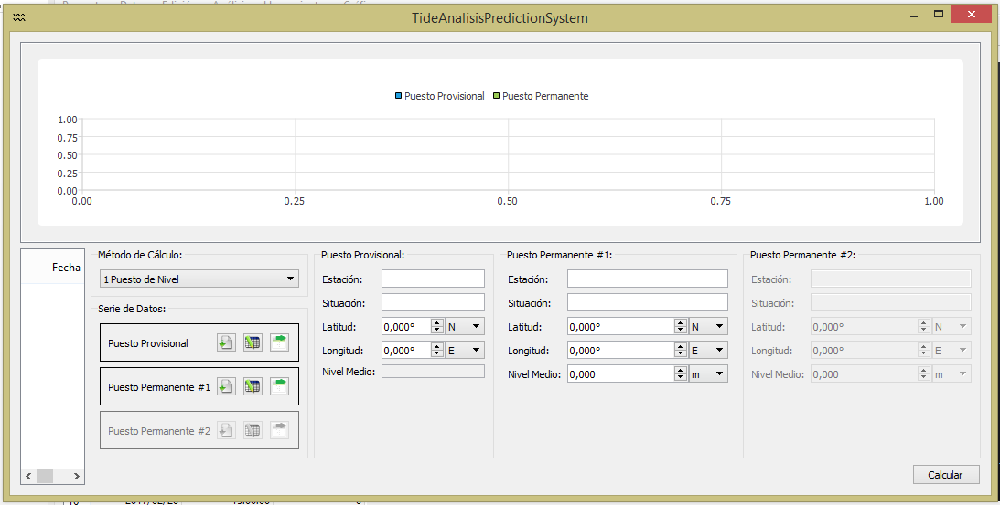 TideAnalisisPredictionSystem
Puesto Provisional Puesto Permanente
1.00
0.75
0.50
0.25
0.00
0.00 0.25 0.50 0.75 1.00
Fecha
Método de Cálculo:
1 Puesto de Nivel
Serie de Datos:
Puesto Provisional
Puesto Permanente #1
Puesto Permanente #2
Puesto Provisional:
Estación:
Situación:
Latitud: 0,000° N
Longitud: 0,000° E
Nivel Medio:
Puesto Permanente #1:
Estación:
Situación:
Latitud: 0,000° N
Longitud: 0,000° E
Nivel Medio: 0,000 m
Puesto Permanente #2:
Estación:
Situación:
Latitud: 0,000° N
Longitud: 0,000° E
Nivel Medio: 0,000 m
Calcular